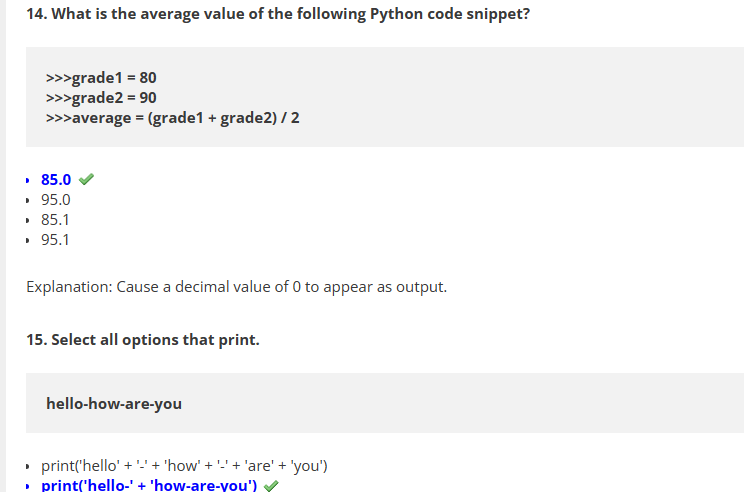 14. What is the average value of the following Python code snippet?
>>>grade1 = 80
>>>grade2 = 90
>>>average = (grade1 + grade2) / 2
85.0
95.0
85.1
95.1
Explanation: Cause a decimal value of 0 to appear as output.
15. Select all options that print.
hello-how-are-you
print('hello' + '-' + 'how' + '-' + 'are' + 'you')
print('hello-' + 'how-are-you')